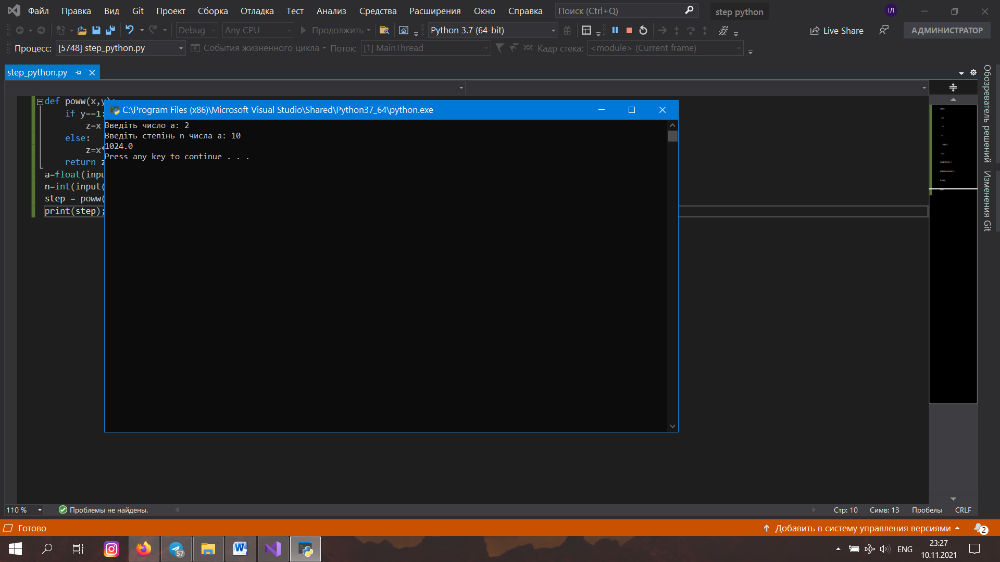 Файл Правка Вид Git Проект Сборка Отладка Тест Анализ Средства Расширения Окно Справка Поиск (Ctrl+Q) step python ІЛ
Debug Any CPU Продолжить Python 3.7 (64-bit) Live Share АДМИНИСТРАТОР
Процесс: [5748] step_python.py События жизненного цикла Поток: [1] MainThread Кадр стека: <module> (Current frame)
step_python.py
Обозреватель решений
Изменения Git
def poww(x,y):
if y==1:
z=x
else:
z=x*
return z
a=float(inpu
n=int(input(
step = poww(
print(step);
C:\Program Files (x86)\Microsoft Visual Studio\Shared\Python37_64\python.exe
Введіть число a: 2
Введіть степінь n числа a: 10
1024.0
Press any key to continue . . .
110 % Проблемы не найдены. Стр: 10 Симв: 13 Пробелы CRLF
Готово Добавить в систему управления версиями 2
57 ENG 23:27
10.11.2021